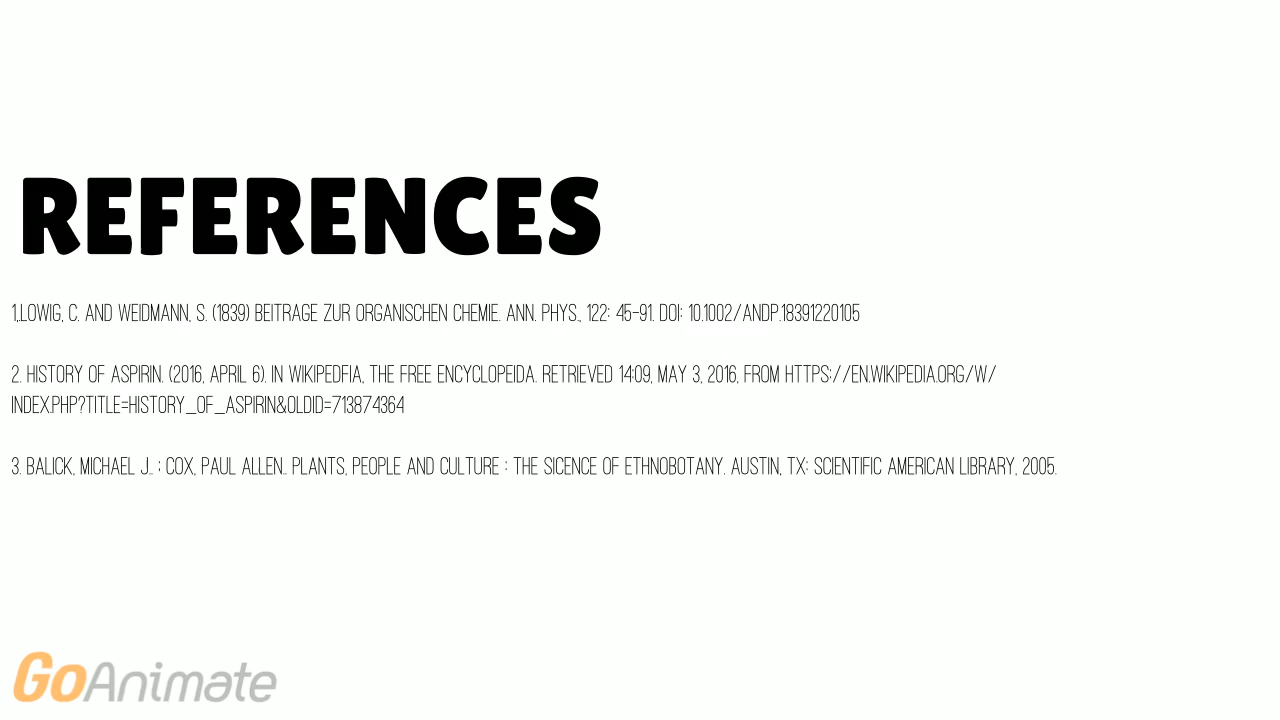 REFERENCES
1,.LOWIG, C. AND WEIDMANN, S. (1839) BEITRAGE ZUR ORGANISCHEN CHEMIE. ANN. PHYS., 122: 45-91. DOI: 10.1002/ANDP.18391220105
2. HISTORY OF ASPIRIN. (2016, APRIL 6). IN WIKIPEDFIA, THE FREE ENCYCLOPEIDA. RETRIEVED 14:09, MAY 3, 2016, FROM HTTPS://EN.WIKIPEDIA.ORG/W/
INDEX.PHP?TITLE=HISTORY_OF_ASPIRIN&OLDID=713874364
3. BALICK, MICHAEL J.. ; COX, PAUL ALLEN.. PLANTS, PEOPLE AND CULTURE : THE SICENCE OF ETHNOBOTANY. AUSTIN, TX: SCIENTIFIC AMERICAN LIBRARY, 2005.
GoAnimate